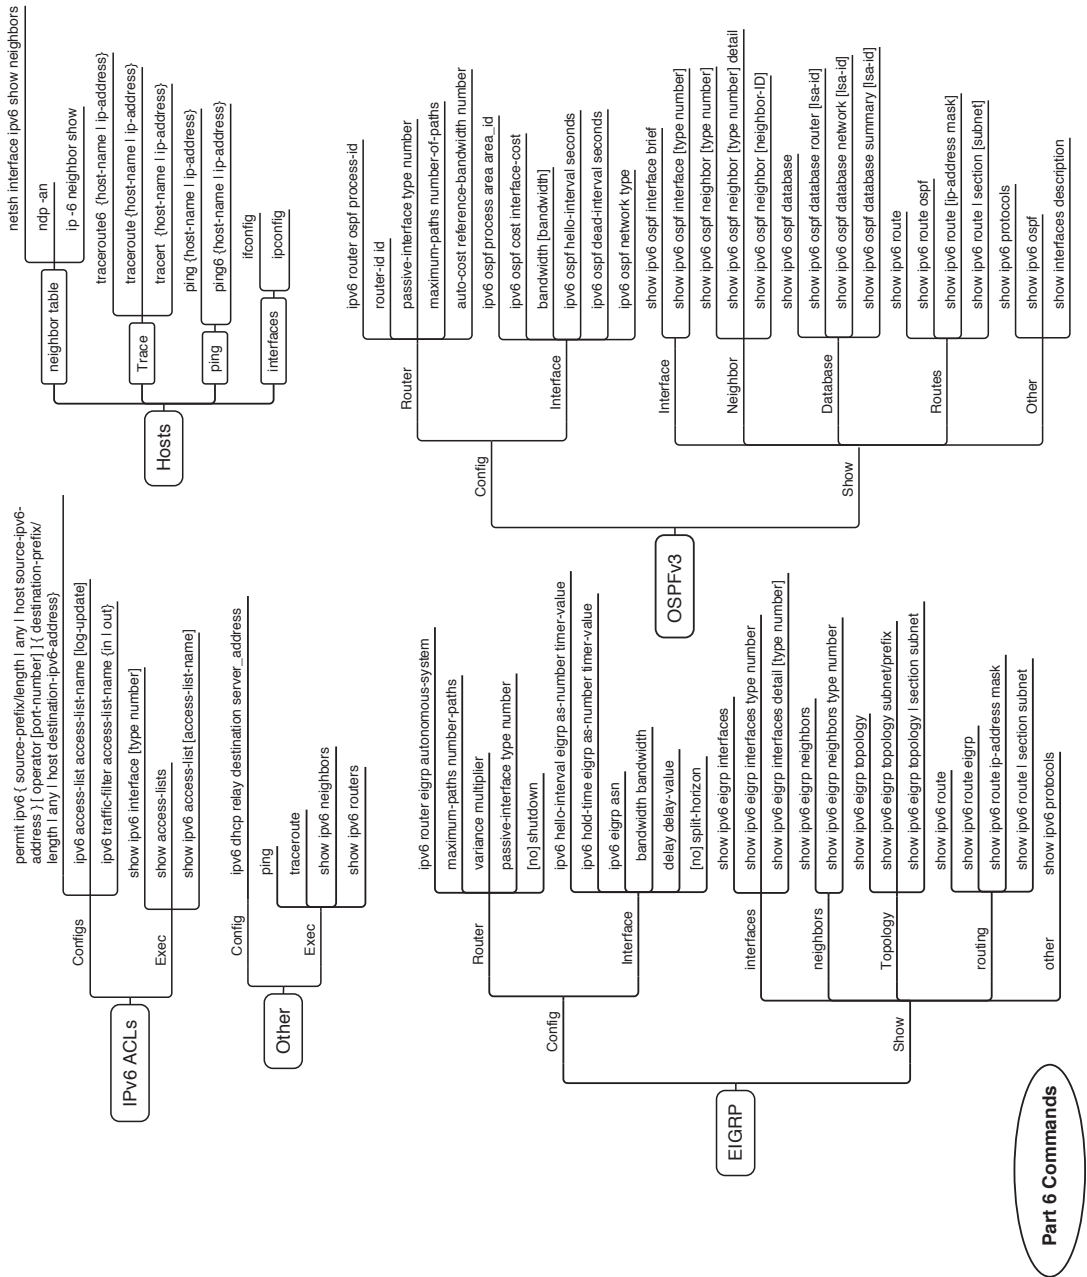 IPv6 ACLs
Configs
permit ipv6 { source-prefix/length | any | host source-ipv6-
address } [ operator [port-number] ] { destination-prefix/
length | any | host destination-ipv6-address}
ipv6 access-list access-list-name [log-update]
ipv6 traffic-filter access-list-name {in | out}
Exec
show ipv6 interface [type number]
show access-lists
show ipv6 access-list [access-list-name]
Other
Config
ipv6 dhcp relay destination server_address
Exec
ping
traceroute
show ipv6 neighbors
show ipv6 routers
Hosts
neighbor table
netsh interface ipv6 show neighbors
ndp -an
ip -6 neighbor show
Trace
traceroute6 {host-name | ip-address}
traceroute {host-name | ip-address}
tracert {host-name | ip-address}
ping
ping {host-name | ip-address}
ping6 {host-name | ip-address}
interfaces
ifconfig
ipconfig
EIGRP
Config
Router
ipv6 router eigrp autonomous-system
maximum-paths number-paths
variance multiplier
passive-interface type number
[no] shutdown
Interface
ipv6 hello-interval eigrp as-number timer-value
ipv6 hold-time eigrp as-number timer-value
ipv6 eigrp asn
bandwidth bandwidth
delay delay-value
[no] split-horizon
Show
interfaces
show ipv6 eigrp interfaces
show ipv6 eigrp interfaces type number
show ipv6 eigrp interfaces detail [type number]
neighbors
show ipv6 eigrp neighbors
show ipv6 eigrp neighbors type number
Topology
show ipv6 eigrp topology
show ipv6 eigrp topology subnet/prefix
show ipv6 eigrp topology | section subnet
routing
show ipv6 route
show ipv6 route eigrp
show ipv6 route ip-address mask
show ipv6 route | section subnet
other
show ipv6 protocols
OSPFv3
Config
Router
ipv6 router ospf process-id
router-id id
passive-interface type number
maximum-paths number-of-paths
auto-cost reference-bandwidth number
Interface
ipv6 ospf process area area_id
ipv6 ospf cost interface-cost
bandwidth [bandwidth]
ipv6 ospf hello-interval seconds
ipv6 ospf dead-interval seconds
ipv6 ospf network type
Show
Interface
show ipv6 ospf interface brief
show ipv6 ospf interface [type number]
Neighbor
show ipv6 ospf neighbor [type number]
show ipv6 ospf neighbor [type number] detail
show ipv6 ospf neighbor [neighbor-ID]
Database
show ipv6 ospf database
show ipv6 ospf database router [lsa-id]
show ipv6 ospf database network [lsa-id]
show ipv6 ospf database summary [lsa-id]
Routes
show ipv6 route
show ipv6 route ospf
show ipv6 route [ip-address mask]
show ipv6 route | section [subnet]
Other
show ipv6 protocols
show ipv6 ospf
show interfaces description
Part 6 Commands